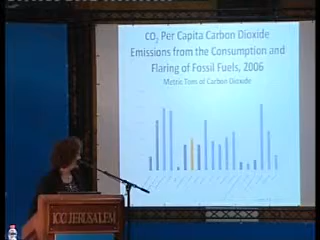 CO₂ Per Capita Carbon Dioxide
Emissions from the Consumption and
Flaring of Fossil Fuels, 2006
Metric Tons of Carbon Dioxide
ICC JERUSALEM